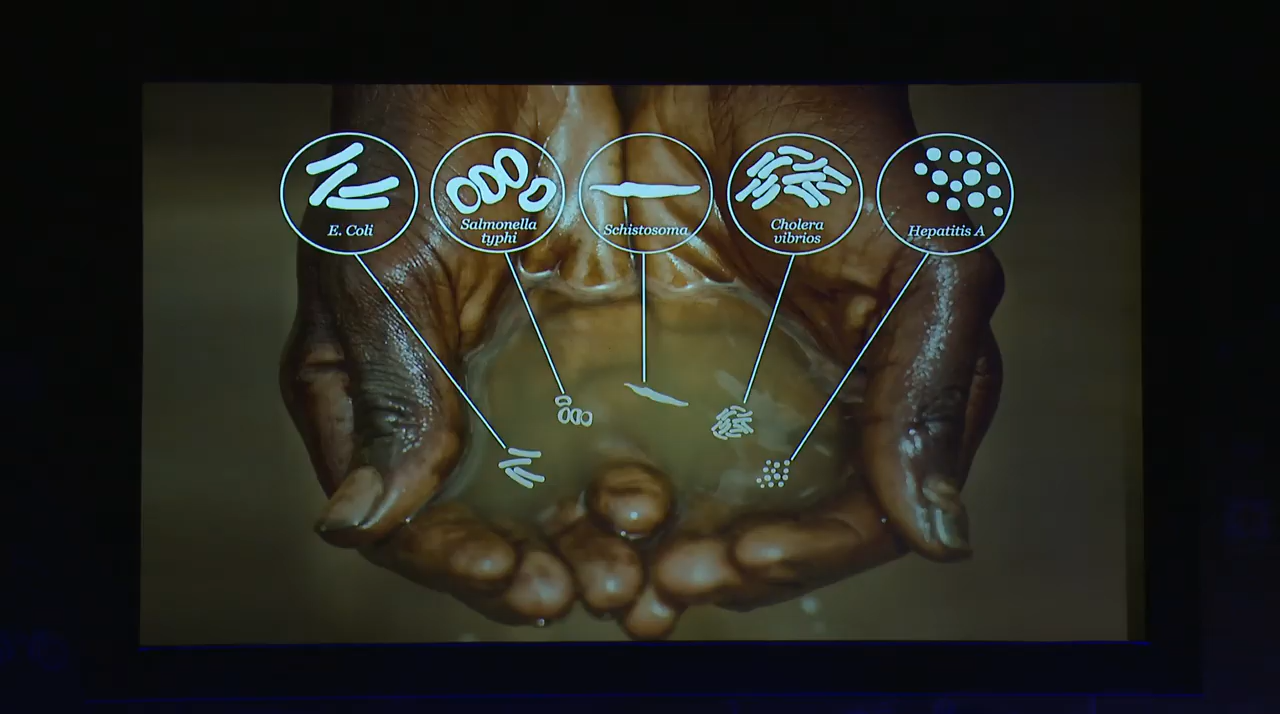 E. Coli
Salmonella
typhi
Schistosoma
Cholera
vibrios
Hepatitis A